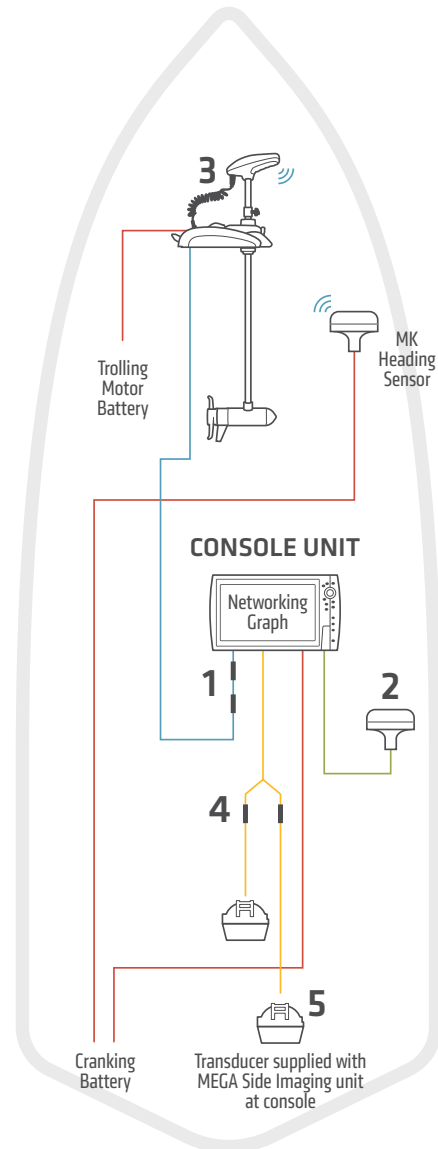 3
Trolling
Motor
Battery
MK
Heading
Sensor
CONSOLE UNIT
Networking
Graph
1
2
4
5
Cranking
Battery
Transducer supplied with
MEGA Side Imaging unit
at console